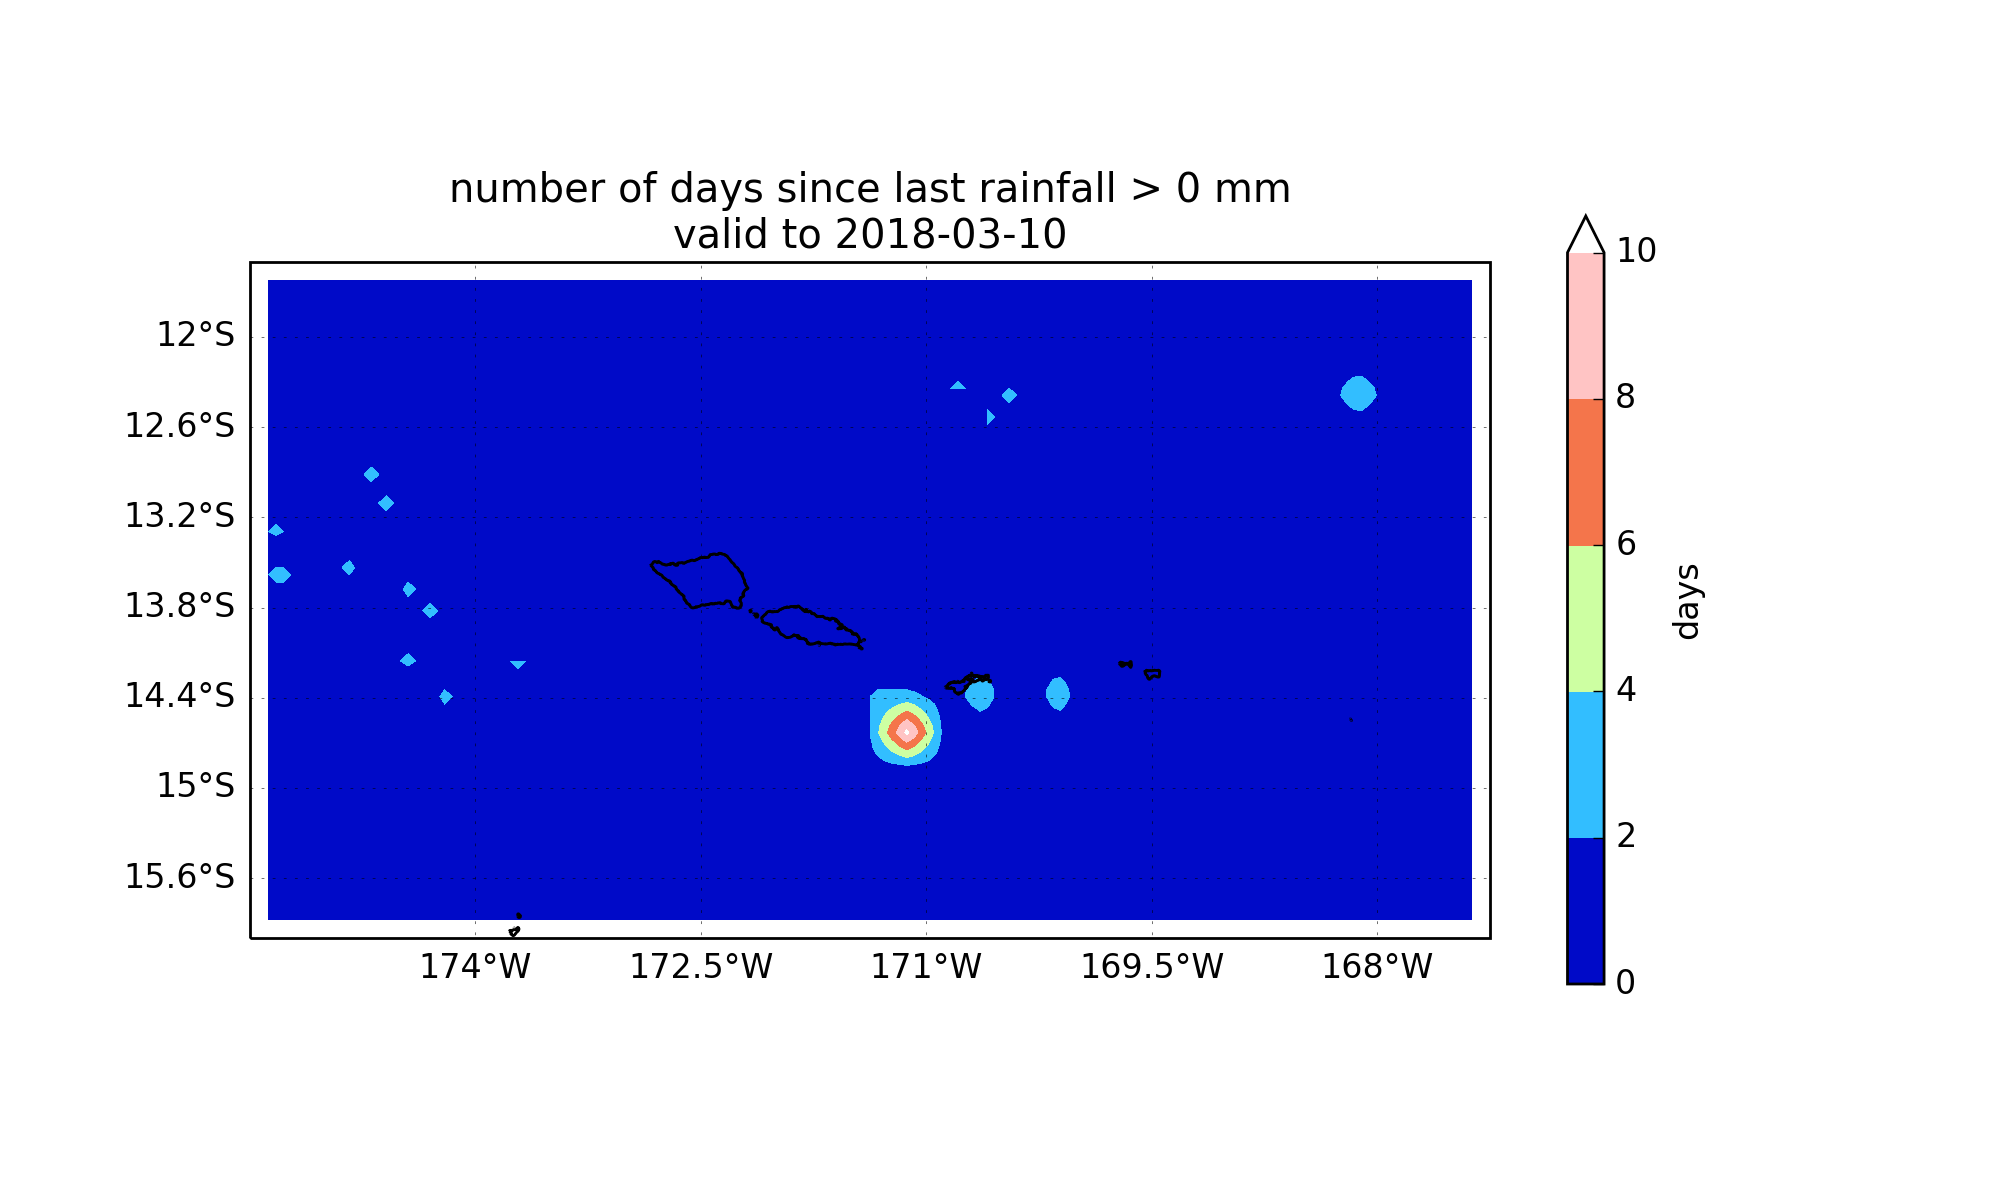 number of days since last rainfall > 0 mm
valid to 2018-03-10
12°S
12.6°S
13.2°S
13.8°S
14.4°S
15°S
15.6°S
174°W
172.5°W
171°W
169.5°W
168°W
10
8
6
4
2
0
days